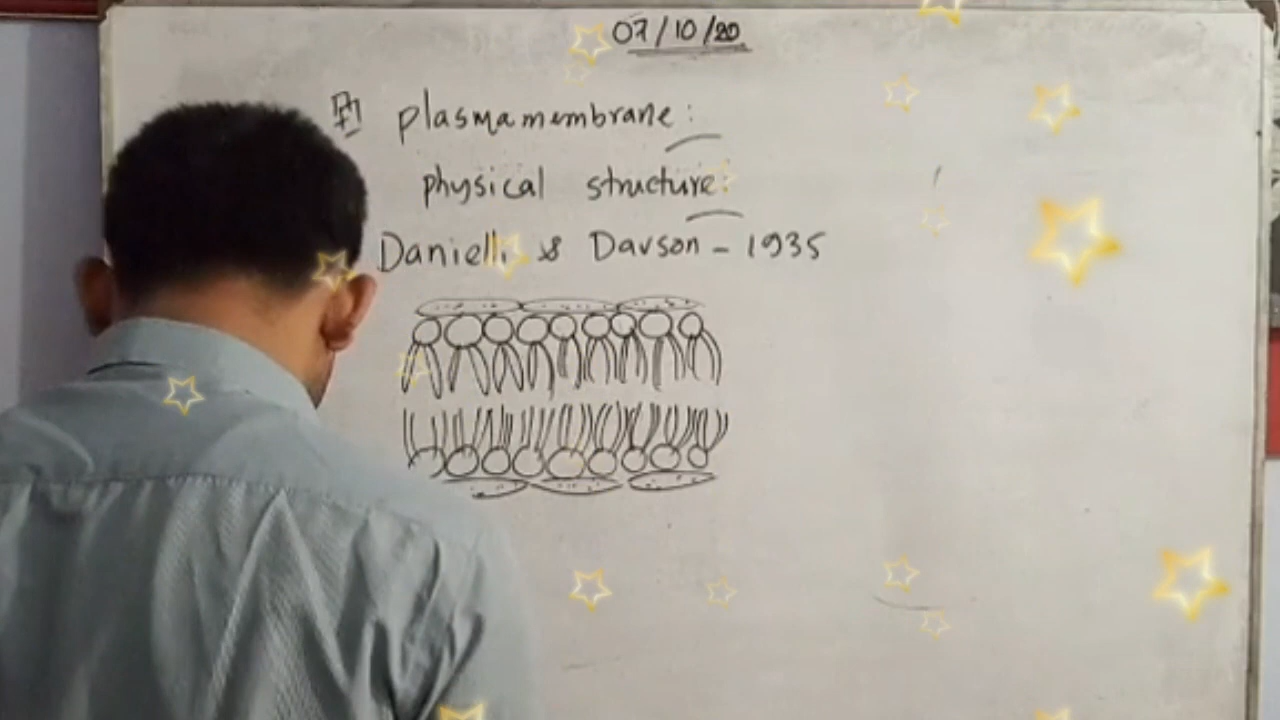 07/10/20
plasmamembrane:
physical structure:
Danielli & Davson - 1935